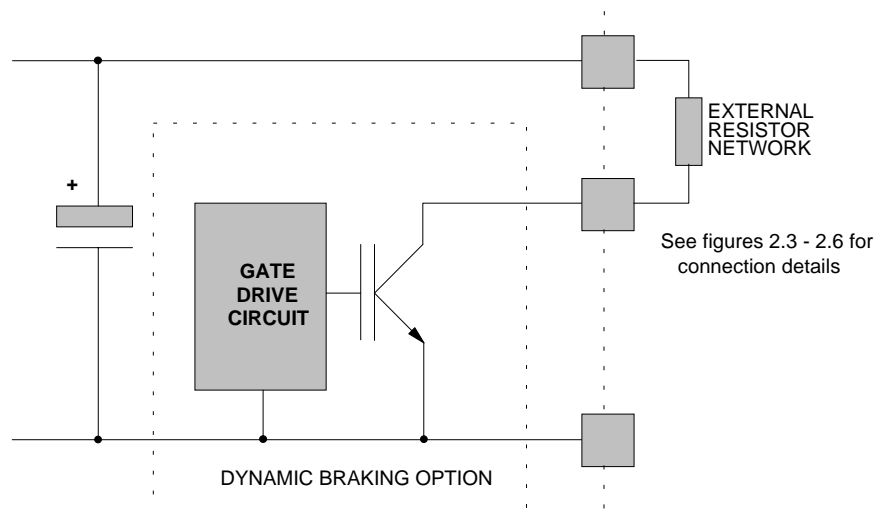 EXTERNAL
RESISTOR
NETWORK
+
See figures 2.3 - 2.6 for
connection details
GATE
DRIVE
CIRCUIT
DYNAMIC BRAKING OPTION